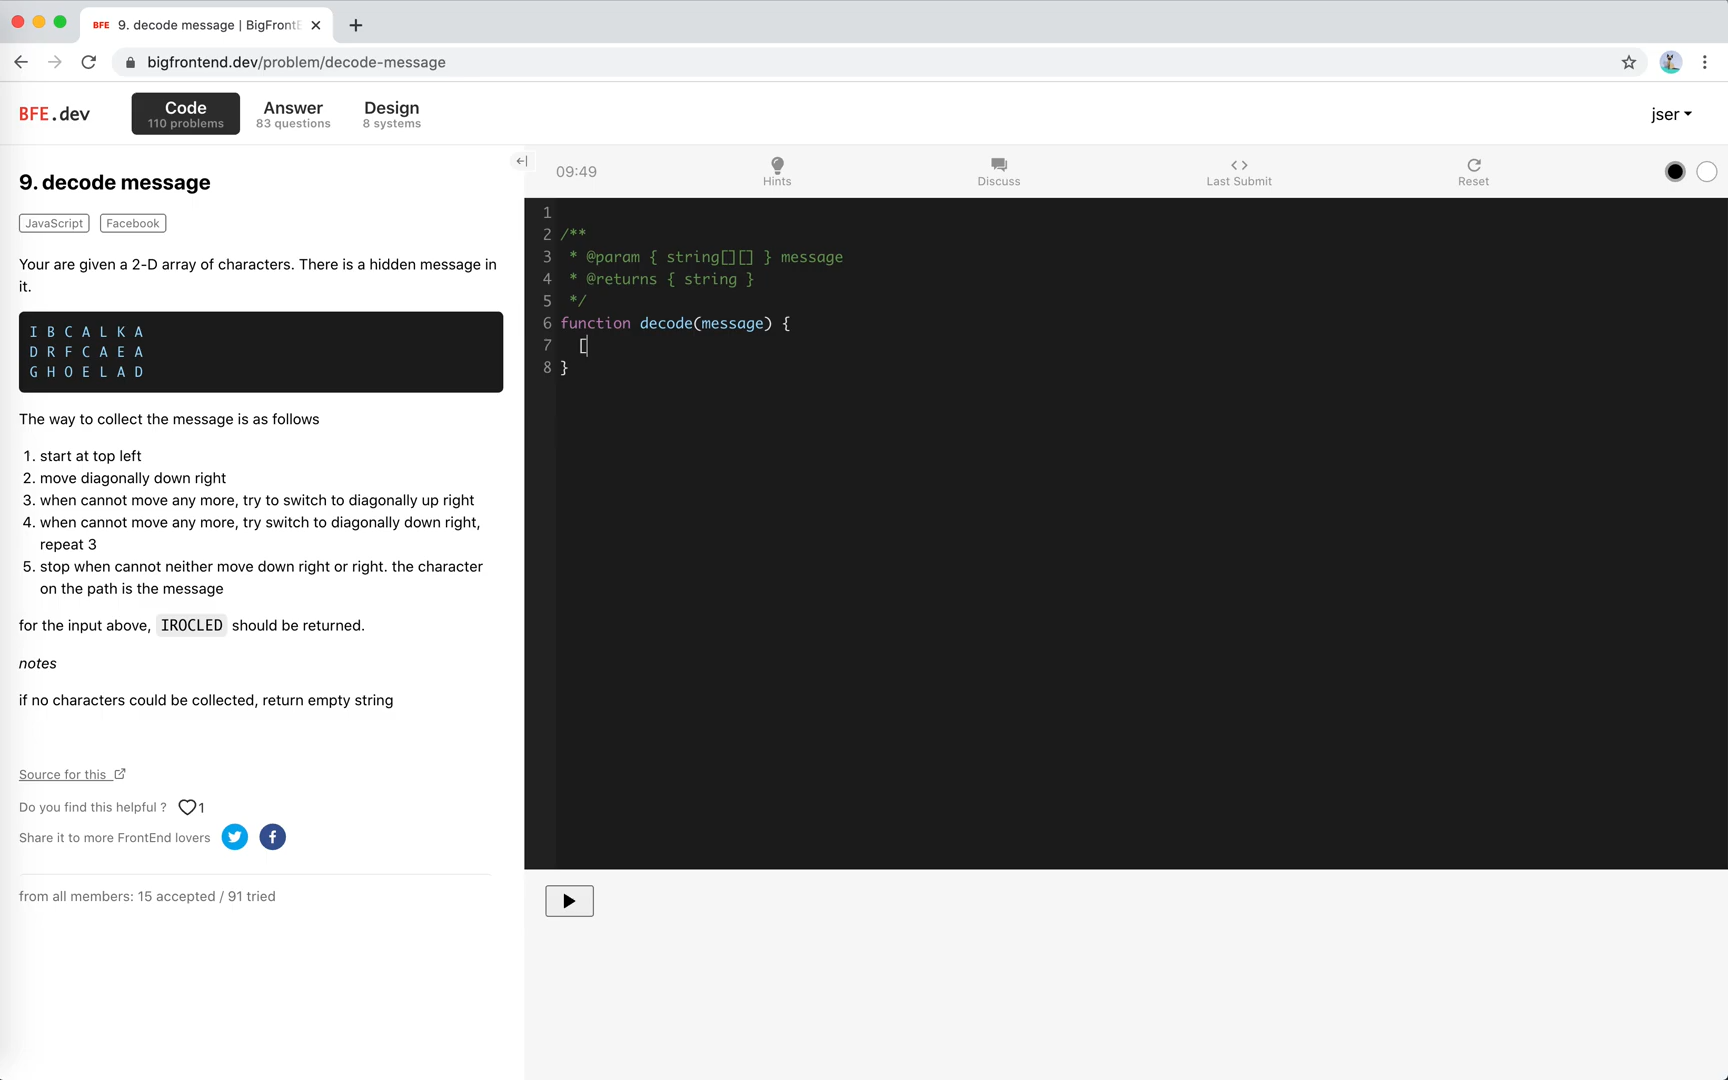 BFE 9. decode message | BigFrontE
bigfrontend.dev/problem/decode-message
BFE.dev
Code
110 problems
Answer
83 questions
Design
8 systems
jser
9. decode message
JavaScript Facebook
Your are given a 2-D array of characters. There is a hidden message in
it.
I B C A L K A
D R F C A E A
G H O E L A D
The way to collect the message is as follows
1. start at top left
2. move diagonally down right
3. when cannot move any more, try to switch to diagonally up right
4. when cannot move any more, try switch to diagonally down right,
repeat 3
5. stop when cannot neither move down right or right. the character
on the path is the message
for the input above, IROCLED should be returned.
notes
if no characters could be collected, return empty string
Source for this
Do you find this helpful ? 1
Share it to more FrontEnd lovers
from all members: 15 accepted / 91 tried
09:49
Hints
Discuss
Last Submit
Reset
1
2 /**
3 * @param { string[][] } message
4 * @returns { string }
5 */
6 function decode(message) {
7 [
8 }